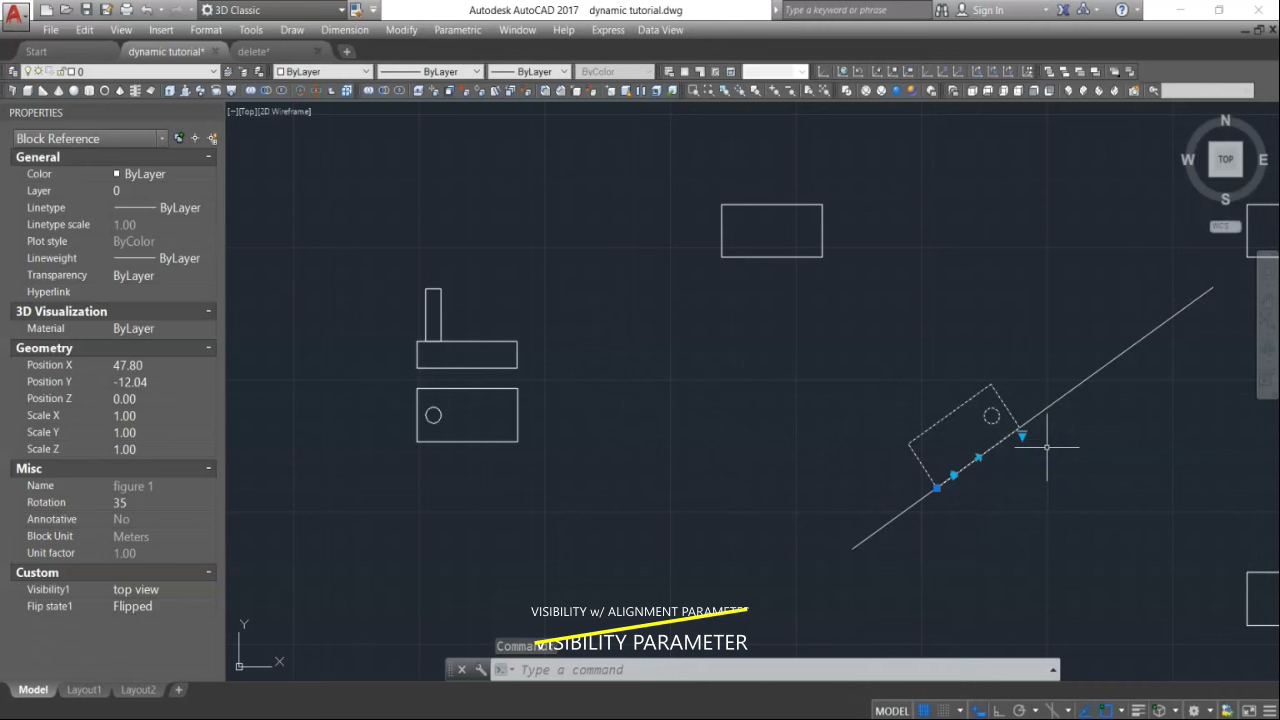 3D Classic
Autodesk AutoCAD 2017 dynamic tutorial.dwg
Type a keyword or phrase
Sign In
File Edit View Insert Format Tools Draw Dimension Modify Parametric Window Help Express Data View
Start
dynamic tutorial*
delete*
0
ByLayer
ByLayer
ByLayer
ByColor
PROPERTIES
[−][Top][2D Wireframe]
Block Reference
General
Color ByLayer
Layer 0
Linetype ByLayer
Linetype scale 1.00
Plot style ByColor
Lineweight ByLayer
Transparency ByLayer
Hyperlink
3D Visualization
Material ByLayer
Geometry
Position X 47.80
Position Y -12.04
Position Z 0.00
Scale X 1.00
Scale Y 1.00
Scale Z 1.00
Misc
Name figure 1
Rotation 35
Annotative No
Block Unit Meters
Unit factor 1.00
Custom
Visibility1 top view
Flip state1 Flipped
N
W TOP E
S
WCS
Y
X
VISIBILITY w/ ALIGNMENT PARAMETER
VISIBILITY PARAMETER
Type a command
Model Layout1 Layout2
MODEL